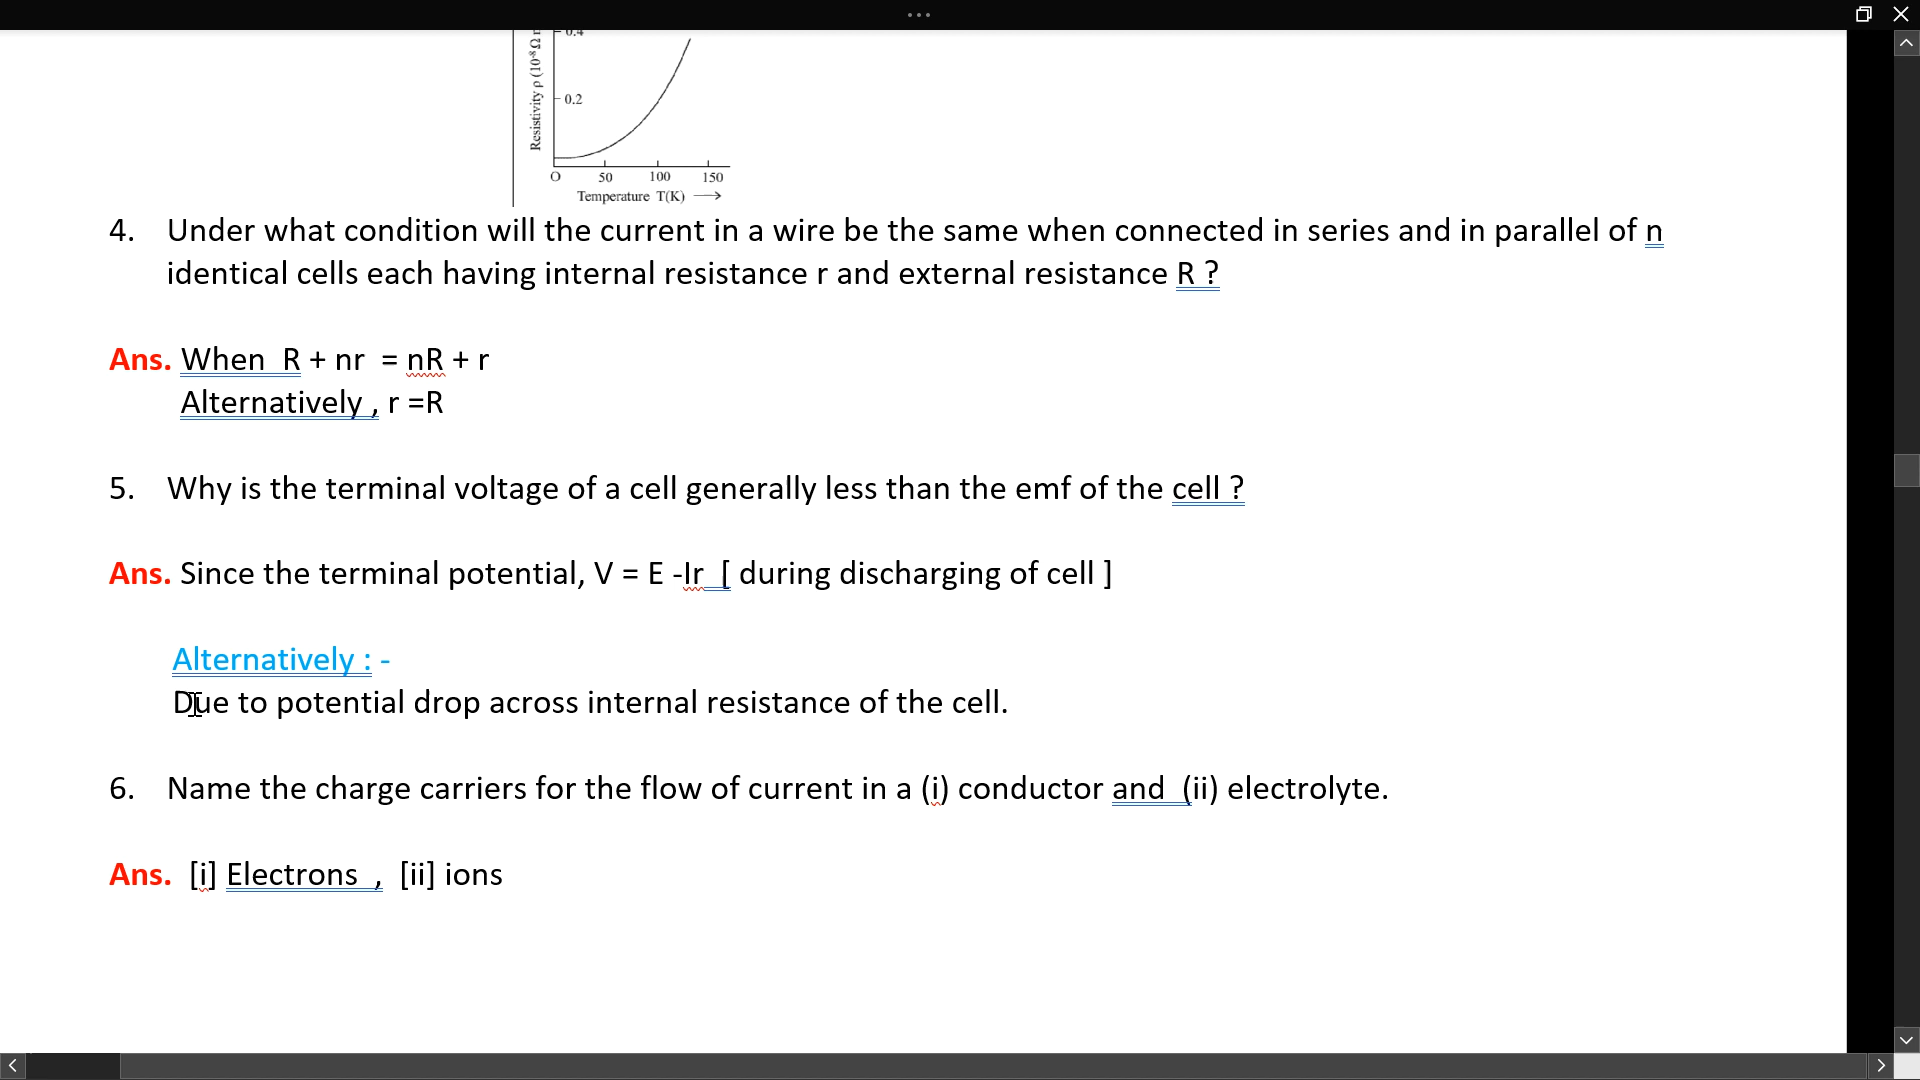 0.4
Resistivity ρ (10⁻⁸ Ω
0.2
O 50 100 150
Temperature T(K)
4. Under what condition will the current in a wire be the same when connected in series and in parallel of n
identical cells each having internal resistance r and external resistance R ?
Ans. When R + nr = nR + r
Alternatively , r =R
5. Why is the terminal voltage of a cell generally less than the emf of the cell ?
Ans. Since the terminal potential, V = E -Ir [ during discharging of cell ]
Alternatively : -
Due to potential drop across internal resistance of the cell.
6. Name the charge carriers for the flow of current in a (i) conductor and (ii) electrolyte.
Ans. [i] Electrons , [ii] ions